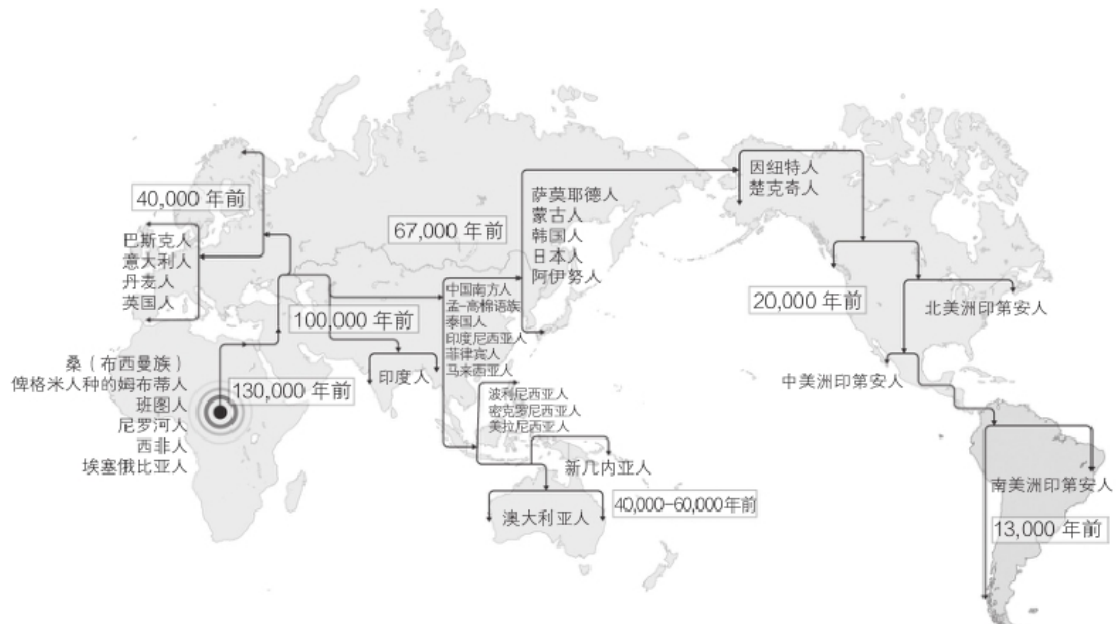 40,000 年前
巴斯克人
意大利人
丹麦人
英国人
67,000 年前
萨莫耶德人
蒙古人
韩国人
日本人
阿伊努人
因纽特人
楚克奇人
100,000 年前
中国南方人
孟-高棉语族
泰国人
印度尼西亚人
菲律宾人
马来西亚人
印度人
20,000 年前
北美洲印第安人
中美洲印第安人
130,000 年前
桑（布西曼族）
俾格米人种的姆布蒂人
班图人
尼罗河人
西非人
埃塞俄比亚人
波利尼西亚人
密克罗尼西亚人
美拉尼西亚人
新几内亚人
40,000-60,000年前
澳大利亚人
南美洲印第安人
13,000 年前